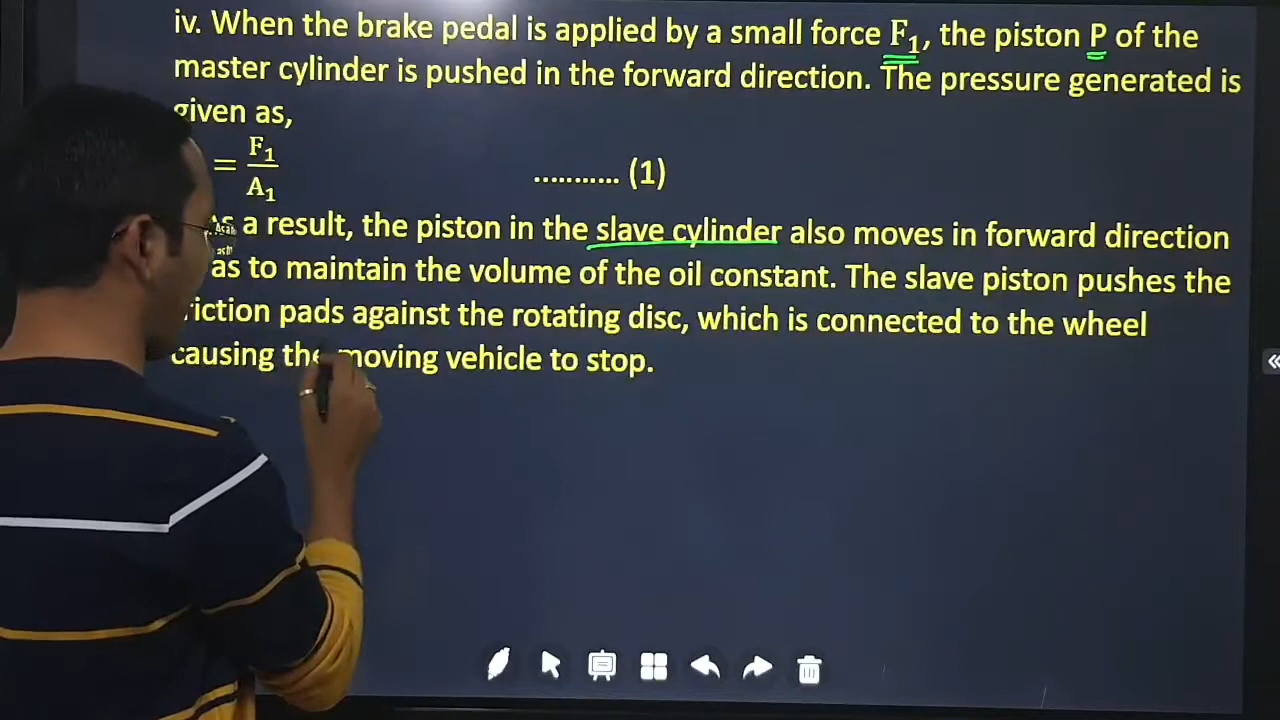 iv. When the brake pedal is applied by a small force F₁, the piston P of the
master cylinder is pushed in the forward direction. The pressure generated is
given as,
= F₁/A₁ ........... (1)
a result, the piston in the slave cylinder also moves in forward direction
as to maintain the volume of the oil constant. The slave piston pushes the
friction pads against the rotating disc, which is connected to the wheel
causing the moving vehicle to stop.